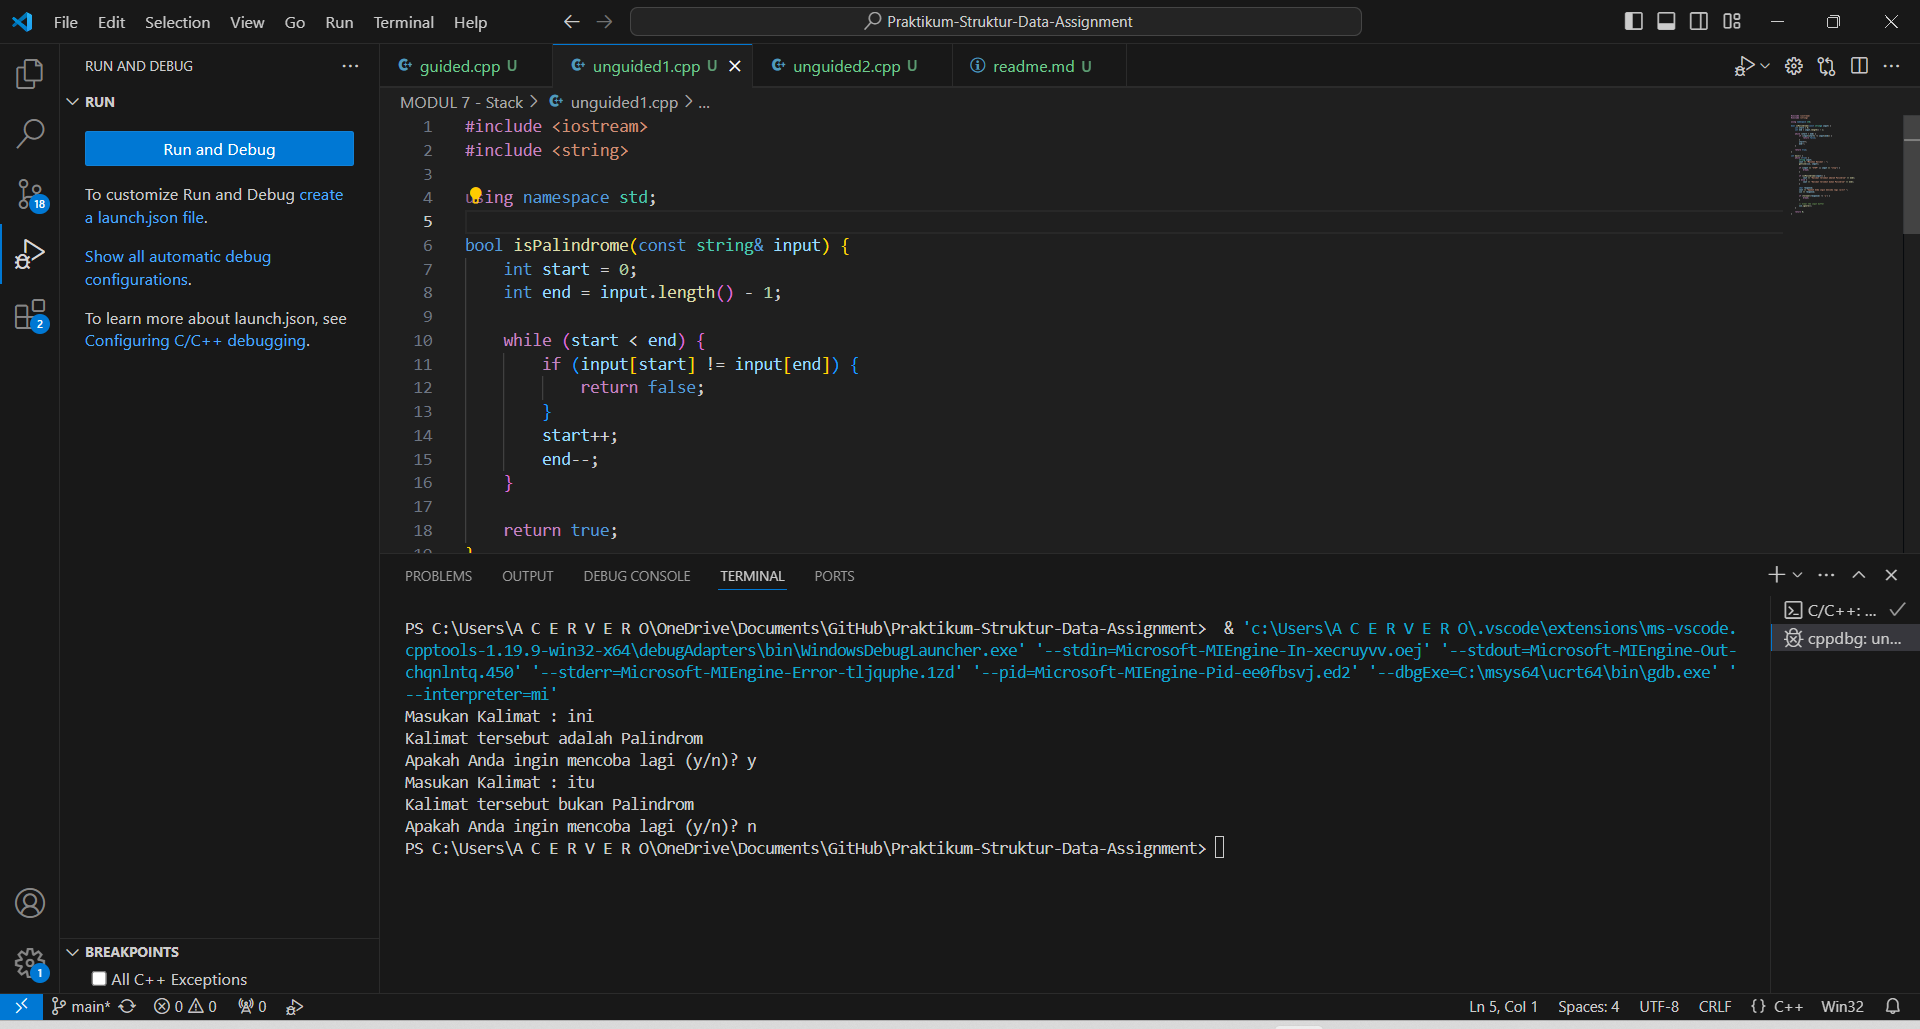 File Edit Selection View Go Run Terminal Help
Praktikum-Struktur-Data-Assignment
RUN AND DEBUG
RUN
Run and Debug
To customize Run and Debug create
a launch.json file.
Show all automatic debug
configurations.
To learn more about launch.json, see
Configuring C/C++ debugging.
18
2
1
BREAKPOINTS
All C++ Exceptions
guided.cpp U
unguided1.cpp U
unguided2.cpp U
readme.md U
MODUL 7 - Stack > unguided1.cpp > ...
1 #include <iostream>
2 #include <string>
3
4 using namespace std;
5
6 bool isPalindrome(const string& input) {
7 int start = 0;
8 int end = input.length() - 1;
9
10 while (start < end) {
11 if (input[start] != input[end]) {
12 return false;
13 }
14 start++;
15 end--;
16 }
17
18 return true;
19 }
PROBLEMS OUTPUT DEBUG CONSOLE TERMINAL PORTS
PS C:\Users\A C E R V E R O\OneDrive\Documents\GitHub\Praktikum-Struktur-Data-Assignment> & 'c:\Users\A C E R V E R O\.vscode\extensions\ms-vscode.
cpptools-1.19.9-win32-x64\debugAdapters\bin\WindowsDebugLauncher.exe' '--stdin=Microsoft-MIEngine-In-xecruyvv.oej' '--stdout=Microsoft-MIEngine-Out-
chqnlntq.450' '--stderr=Microsoft-MIEngine-Error-tljquphe.1zd' '--pid=Microsoft-MIEngine-Pid-ee0fbsvj.ed2' '--dbgExe=C:\msys64\ucrt64\bin\gdb.exe' '
--interpreter=mi'
Masukan Kalimat : ini
Kalimat tersebut adalah Palindrom
Apakah Anda ingin mencoba lagi (y/n)? y
Masukan Kalimat : itu
Kalimat tersebut bukan Palindrom
Apakah Anda ingin mencoba lagi (y/n)? n
PS C:\Users\A C E R V E R O\OneDrive\Documents\GitHub\Praktikum-Struktur-Data-Assignment>
C/C++: ...
cppdbg: un...
main* 0 0 0
Ln 5, Col 1 Spaces: 4 UTF-8 CRLF {} C++ Win32